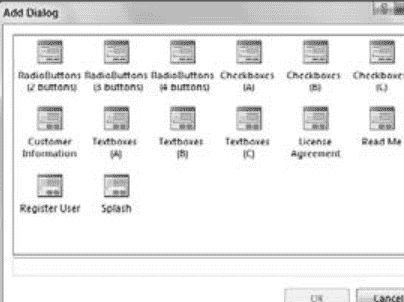 Add Dialog
RadioButtons RadioButtons RadioButtons Checkboxes Checkboxes Checkboxes
(2 buttons) (3 buttons) (4 buttons) (A) (B) (C)
Customer Textboxes Textboxes Textboxes License Read Me
Information (A) (B) (C) Agreement
Register User Splash
OK Cancel